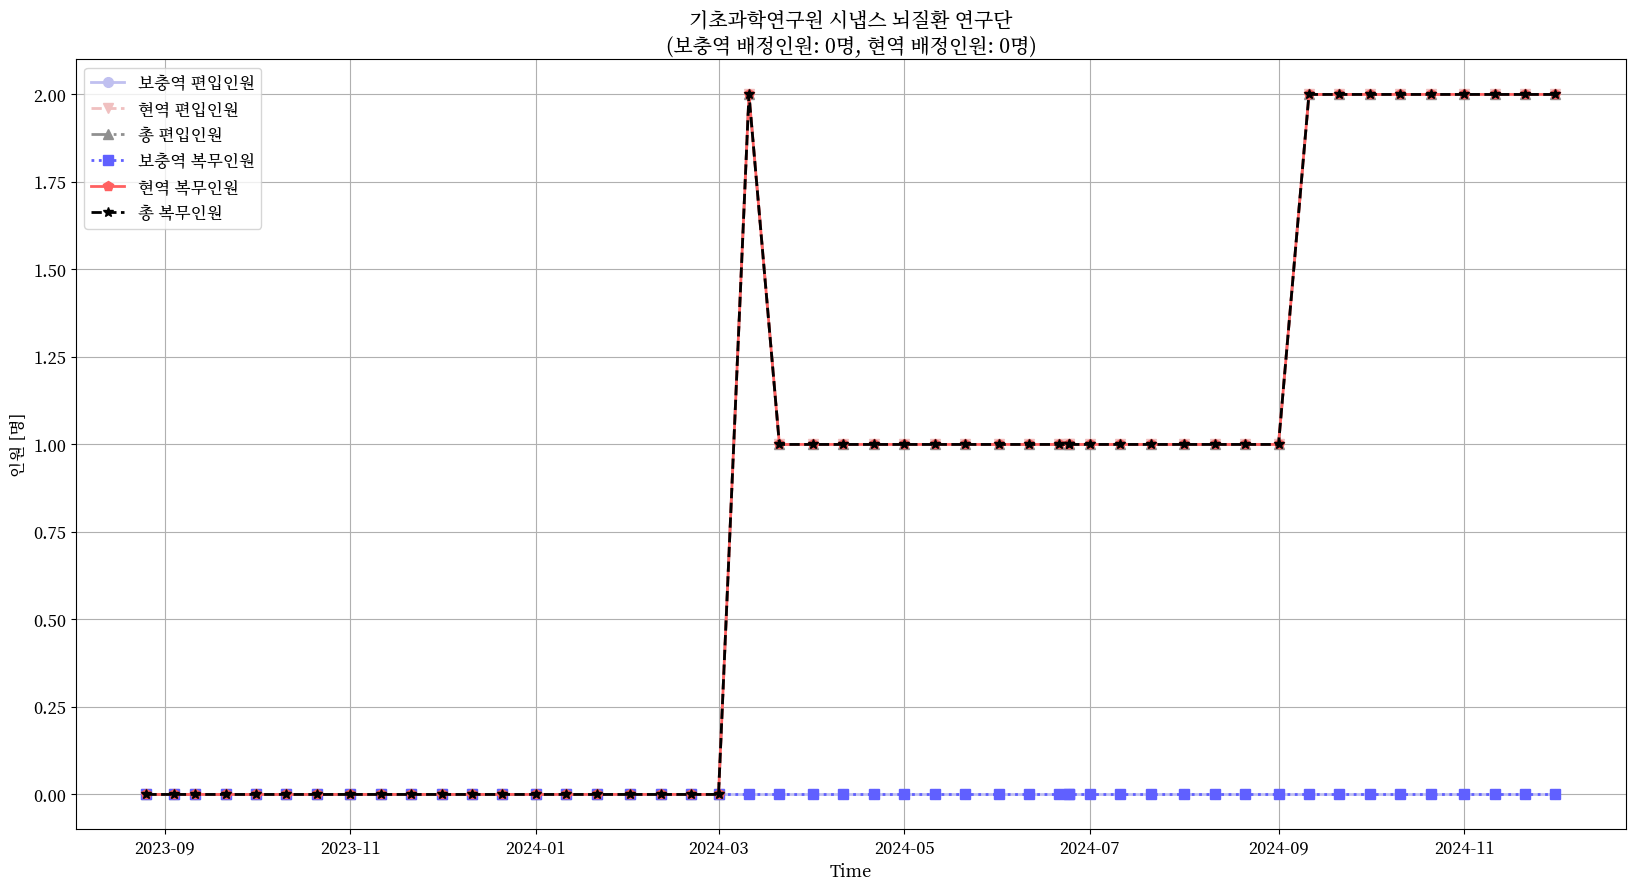 기초과학연구원 시냅스 뇌질환 연구단
(보충역 배정인원: 0명, 현역 배정인원: 0명)
보충역 편입인원
현역 편입인원
총 편입인원
보충역 복무인원
현역 복무인원
총 복무인원
2.00
1.75
1.50
1.25
1.00
0.75
0.50
0.25
0.00
인원 [명]
2023-09 2023-11 2024-01 2024-03 2024-05 2024-07 2024-09 2024-11
Time